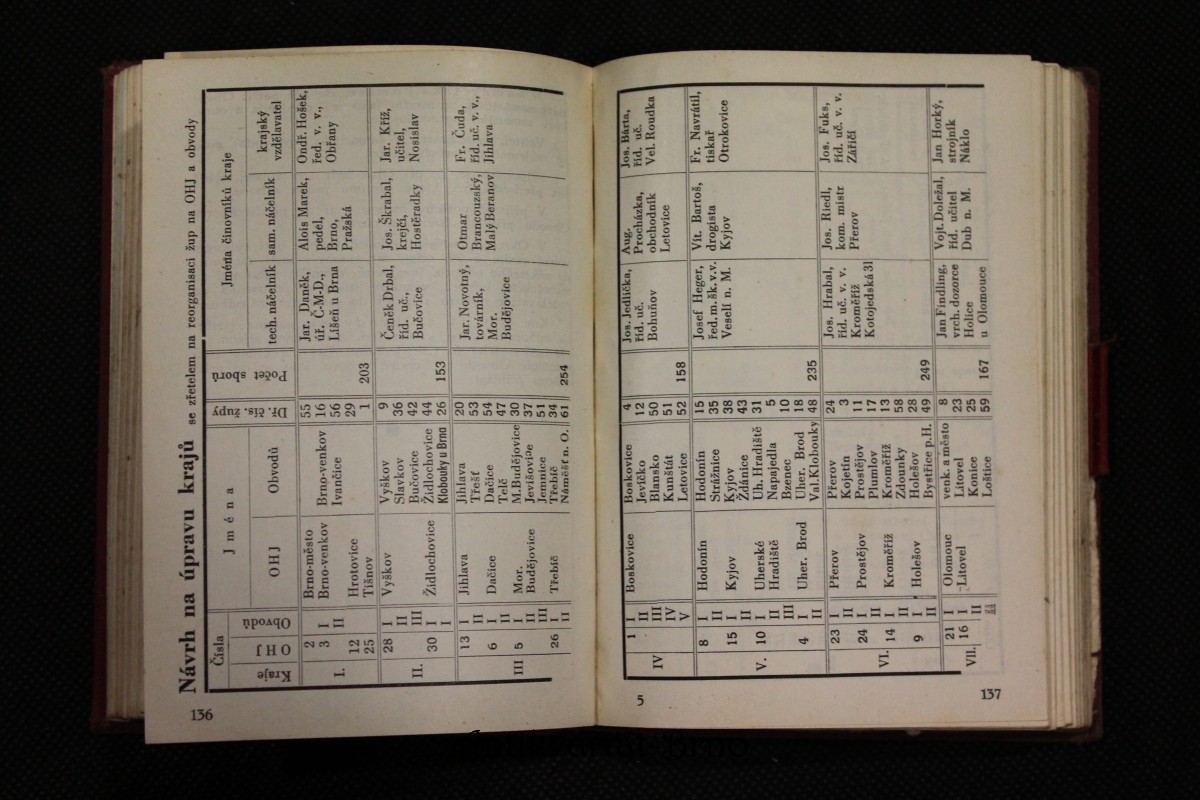 Návrh na úpravu krajů se zřetelem na reorganisaci žup na OHJ a obvody
Čísla Jména Jména činovníků kraje
Kraje OHJ Obvodů OHJ Obvodů Dř. čís. župy Počet sborů tech. náčelník sam. náčelník krajský vzdělavatel
I.
2 Brno-město 55 Jar. Daněk, Alois Marek, Ondř. Hošek,
3 I Brno-venkov Brno-venkov 16 úř. Č-M-D., pedel, řed. v. v.,
II Ivančice 56 Líšeň u Brna Brno, Obřany
12 Hrotovice 29 Pražská
25 Tišnov 1 203
II.
28 I Vyškov Vyškov 9 Čeněk Drbal, Jos. Škrabal, Jar. Kříž,
II Slavkov 36 říd. uč., krejčí, učitel,
III Bučovice 42 Bučovice Hostěradky Nosislav
30 I Židlochovice Židlochovice 44
I Klobouky u Brna 26 153
III
13 I Jihlava Jihlava 20 Jar. Novotný, Otmar Fr. Čuda,
II Třešť 53 továrník, Brancouzský, říd. uč. v. v.,
6 I Dačice Dačice 54 Mor. Malý Beranov Jihlava
II Telč 47 Budějovice
5 I Mor. M.Budějovice 30
II Budějovice Jevišovice 37
III Jemnice 51
26 I Třebíč Třebíč 34
II Náměšť n. O. 61 254
136
IV
1 I Boskovice Boskovice 4 Jos. Jedlička, Aug. Jos. Bárta,
II Jevíčko 12 říd. uč. Procházka, říd. uč.
III Blansko 50 Bohuňov obchodník Vel. Roudka
IV Kunštát 51 Letovice
V Letovice 52 158
V.
8 I Hodonín Hodonín 15 Josef Heger, Vít. Bartoš, Fr. Navrátil,
II Strážnice 35 řed. m. šk. v.v. drogista tiskař
15 I Kyjov Kyjov 38 Veselí n. M. Kyjov Otrokovice
II Ždánice 43
10 I Uherské Uh. Hradiště 31
II Hradiště Napajedla 5
III Bzenec 10
4 I Uher. Brod Uher. Brod 18
II Val.Klobouky 48 235
VI.
23 I Přerov Přerov 24 Jos. Hrabal, Jos. Riedl, Jos. Fuks,
II Kojetín 3 říd. uč. v. v. kom. mistr říd. uč. v. v.
24 I Prostějov Prostějov 11 Kroměříž Přerov Záříčí
II Plumlov 17 Kotojedská 31
14 I Kroměříž Kroměříž 13
II Zdounky 58
9 I Holešov Holešov 28
II Bystřice p.H. 49 249
VII.
21 I Olomouc venk. a město 8 Jan Findling, Vojt. Doležal, Jan Horký,
16 I Litovel Litovel 23 vrch. dozorce říd. učitel strojník
II Konice 25 Holice Dub n. M. Náklo
Loštice 59 u Olomouce 167
5
137